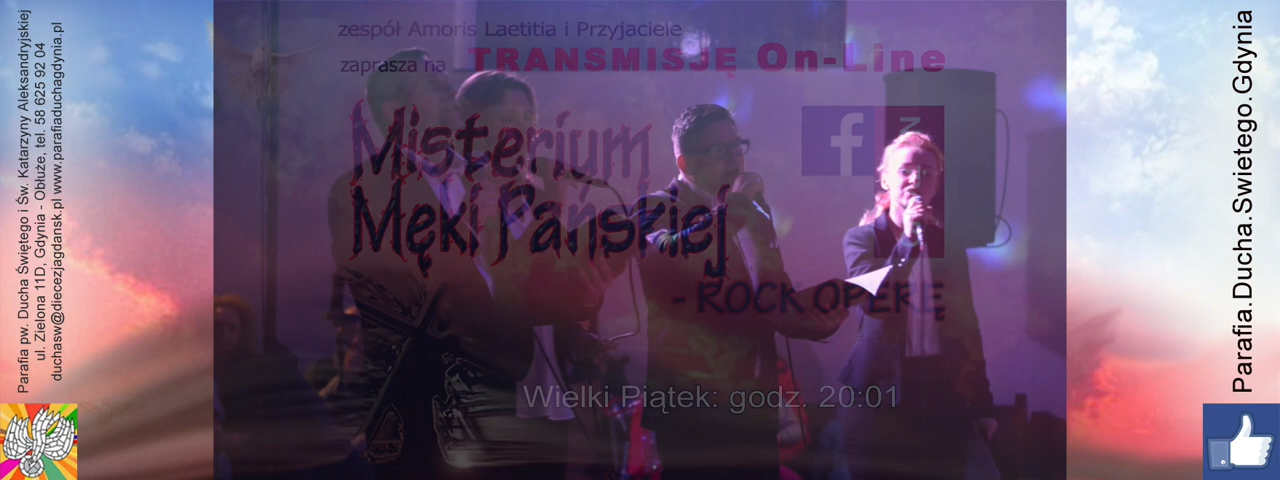 Parafia pw. Ducha Świętego i Św. Katarzyny Aleksandryjskiej
ul. Zielona 11D, Gdynia - Obłuże, tel. 58 625 92 04
duchasw@diecezjagdansk.pl www.parafiaduchagdynia.pl
zespół Amoris Laetitia i Przyjaciele
zaprasza na TRANSMISJĘ On-Line
Misterium
Męki Pańskiej
- ROCK OPERĘ
Wielki Piątek: godz. 20:01
Parafia.Ducha.Swietego.Gdynia